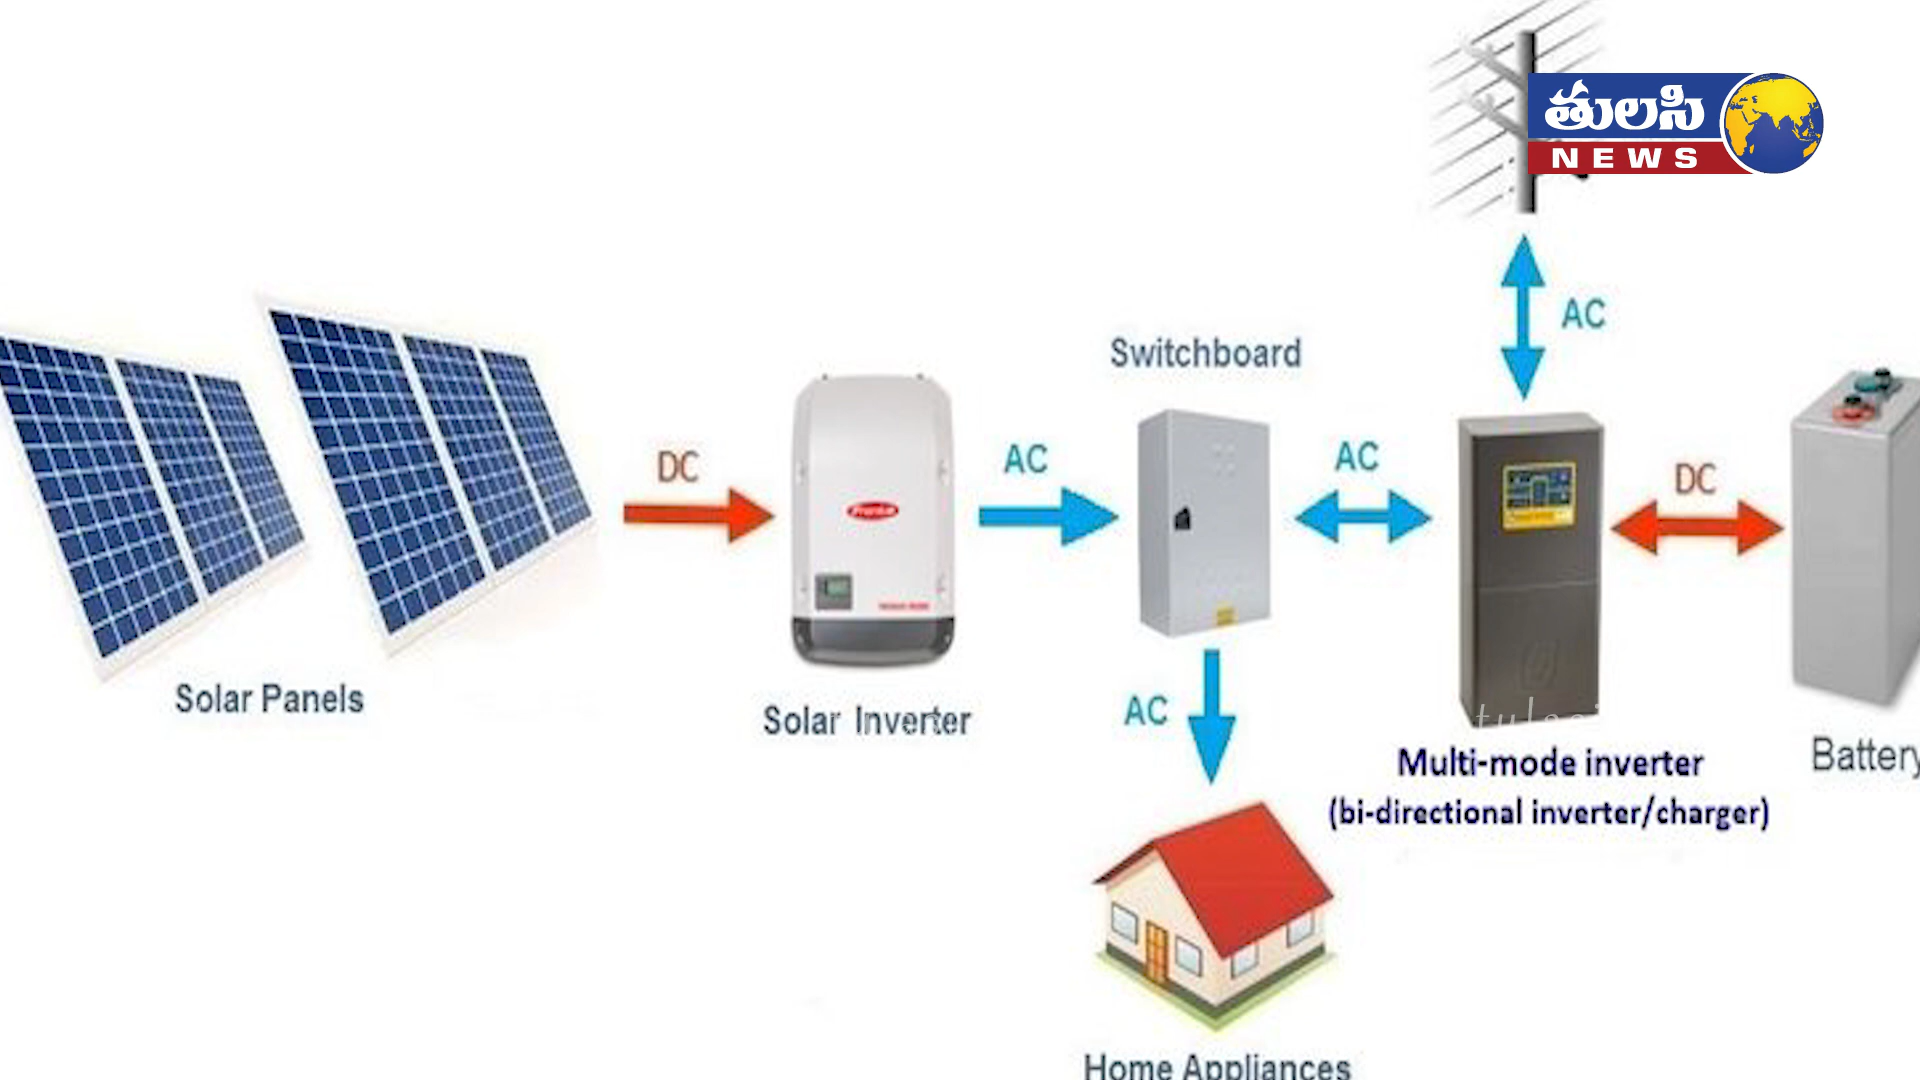 తులసి
NEWS
AC
Switchboard
DC
AC
AC
DC
Solar Panels
Solar Inverter
AC
Multi-mode inverter
(bi-directional inverter/charger)
Battery
Home Appliances